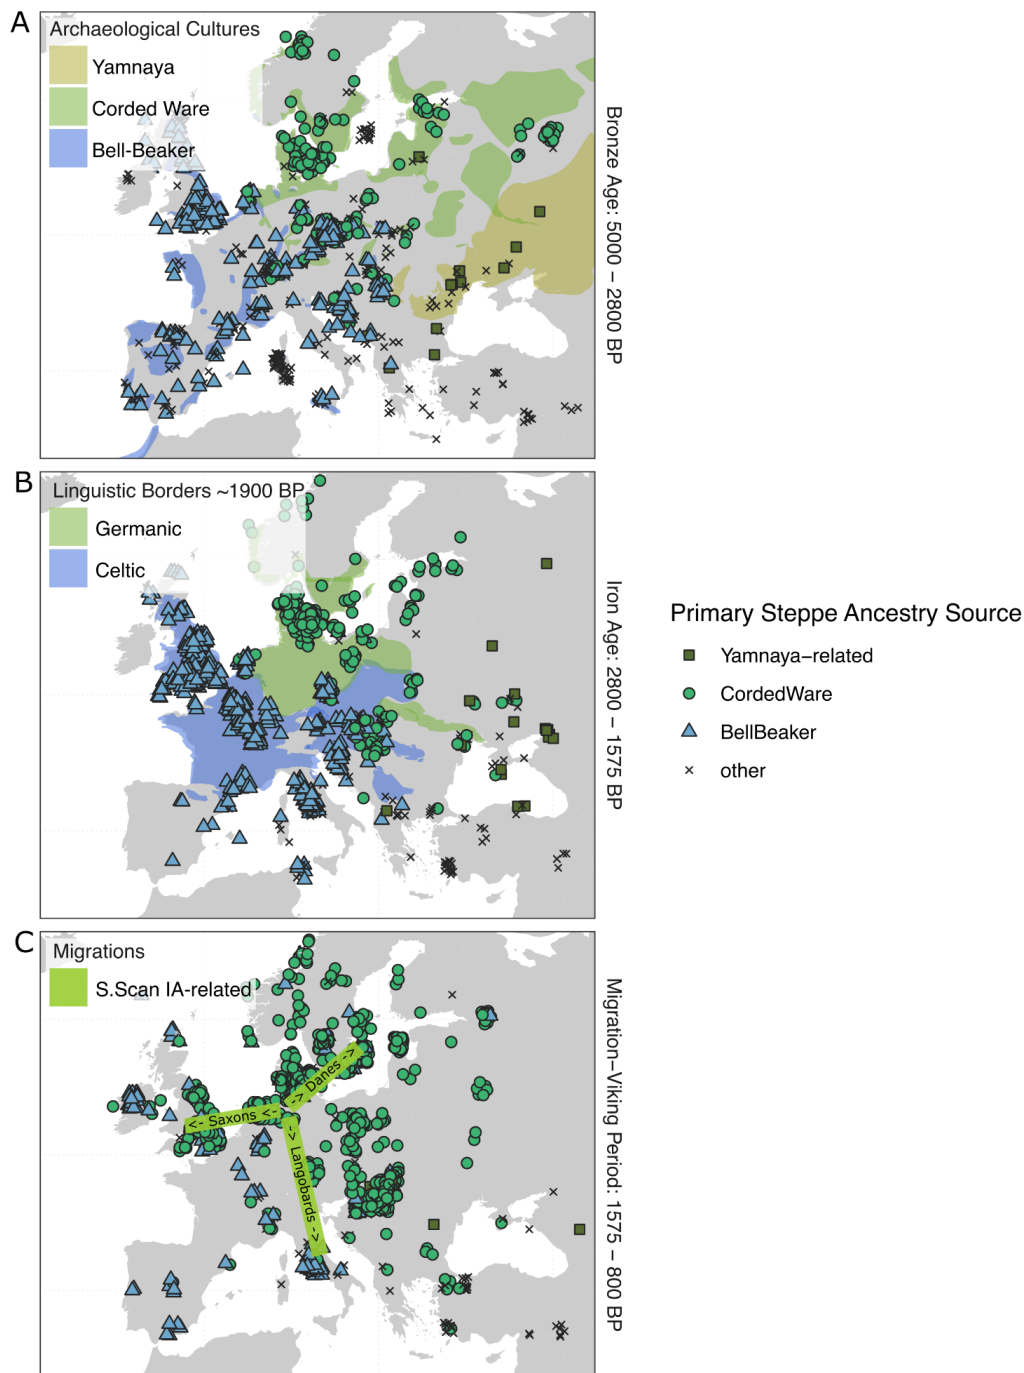 A
Archaeological Cultures
Yamnaya
Corded Ware
Bell-Beaker
Bronze Age: 5000 – 2800 BP
B
Linguistic Borders ~1900 BP
Germanic
Celtic
Iron Age: 2800 – 1575 BP
Primary Steppe Ancestry Source
Yamnaya−related
CordedWare
BellBeaker
other
C
Migrations
S.Scan IA-related
-> Danes ->
<- Saxons <-
-> Langobards ->
Migration–Viking Period: 1575 – 800 BP